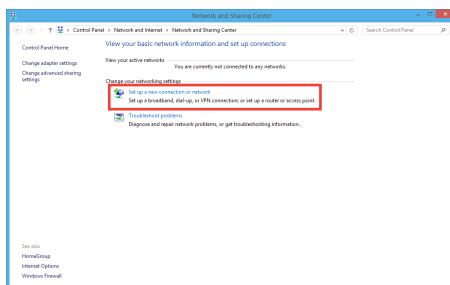 Network and Sharing Center
Control Panel ▸ Network and Internet ▸ Network and Sharing Center
Search Control Panel
Control Panel Home
Change adapter settings
Change advanced sharing
settings
View your basic network information and set up connections
View your active networks
You are currently not connected to any networks.
Change your networking settings
Set up a new connection or network
Set up a broadband, dial-up, or VPN connection; or set up a router or access point.
Troubleshoot problems
Diagnose and repair network problems, or get troubleshooting information.
See also
HomeGroup
Internet Options
Windows Firewall